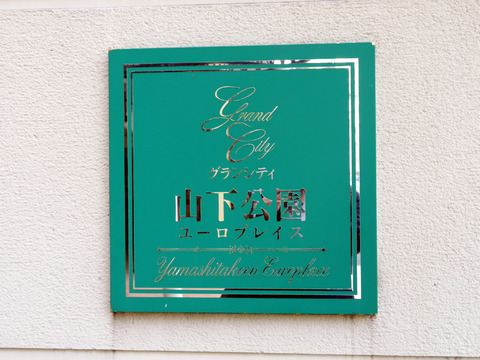 Grand
City
グランシティ
山下公園
ユーロプレイス
Yamashitakoen Europlace